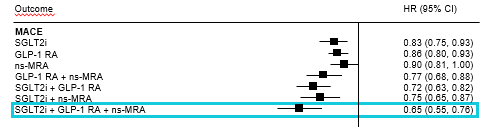 Outcome HR (95% CI)
MACE
SGLT2i 0.83 (0.75, 0.93)
GLP-1 RA 0.86 (0.80, 0.93)
ns-MRA 0.90 (0.81, 1.00)
GLP-1 RA + ns-MRA 0.77 (0.68, 0.88)
SGLT2i + GLP-1 RA 0.72 (0.63, 0.82)
SGLT2i + ns-MRA 0.75 (0.65, 0.87)
SGLT2i + GLP-1 RA + ns-MRA 0.65 (0.55, 0.76)